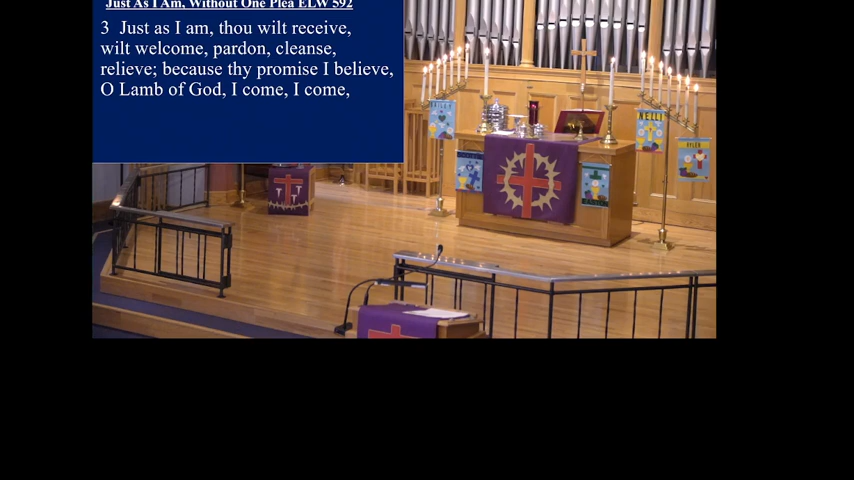 Just As I Am, Without One Plea ELW 592
3 Just as I am, thou wilt receive,
wilt welcome, pardon, cleanse,
relieve; because thy promise I believe,
O Lamb of God, I come, I come,
NELLI